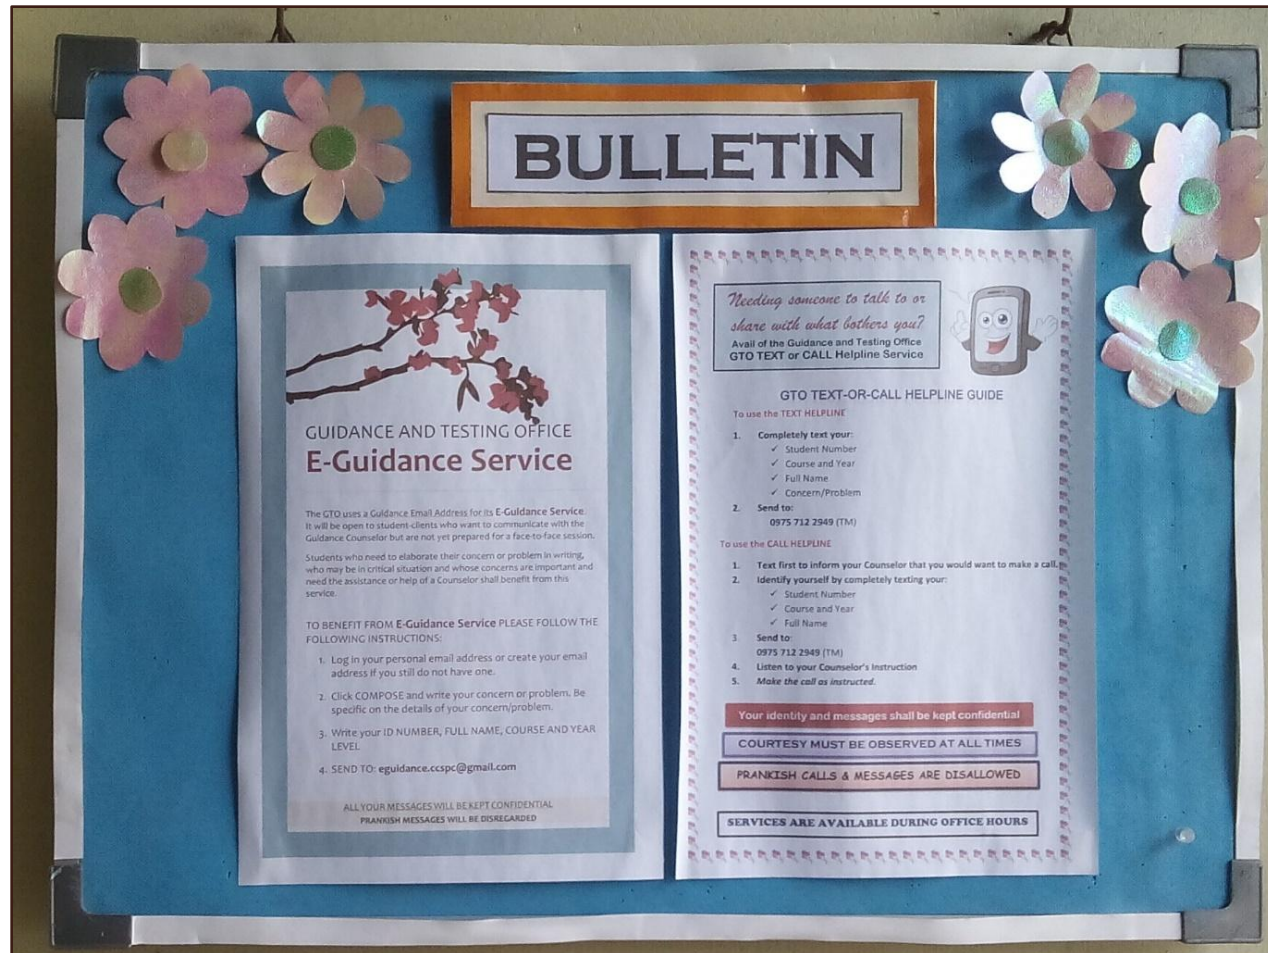 BULLETIN
GUIDANCE AND TESTING OFFICE
E-Guidance Service
The GTO uses a Guidance Email Address for its E-Guidance Service.
It will be open to student-clients who want to communicate with the
Guidance Counselor but are not yet prepared for a face-to-face session.
Students who need to elaborate their concern or problem in writing,
who may be in critical situation and whose concerns are important and
need the assistance or help of a Counselor shall benefit from this
service.
TO BENEFIT FROM E-Guidance Service PLEASE FOLLOW THE
FOLLOWING INSTRUCTIONS:
1. Log in your personal email address or create your email
address if you still do not have one.
2. Click COMPOSE and write your concern or problem. Be
specific on the details of your concern/problem.
3. Write your ID NUMBER, FULL NAME, COURSE AND YEAR
LEVEL
4. SEND TO: eguidance.ccspc@gmail.com
ALL YOUR MESSAGES WILL BE KEPT CONFIDENTIAL
PRANKISH MESSAGES WILL BE DISREGARDED
Needing someone to talk to or
share with what bothers you?
Avail of the Guidance and Testing Office
GTO TEXT or CALL Helpline Service
GTO TEXT-OR-CALL HELPLINE GUIDE
To use the TEXT HELPLINE
1. Completely text your:
✓ Student Number
✓ Course and Year
✓ Full Name
✓ Concern/Problem
2. Send to:
0975 712 2949 (TM)
To use the CALL HELPLINE
1. Text first to inform your Counselor that you would want to make a call.
2. Identify yourself by completely texting your:
✓ Student Number
✓ Course and Year
✓ Full Name
3. Send to:
0975 712 2949 (TM)
4. Listen to your Counselor's Instruction
5. Make the call as instructed.
Your identity and messages shall be kept confidential
COURTESY MUST BE OBSERVED AT ALL TIMES
PRANKISH CALLS & MESSAGES ARE DISALLOWED
SERVICES ARE AVAILABLE DURING OFFICE HOURS